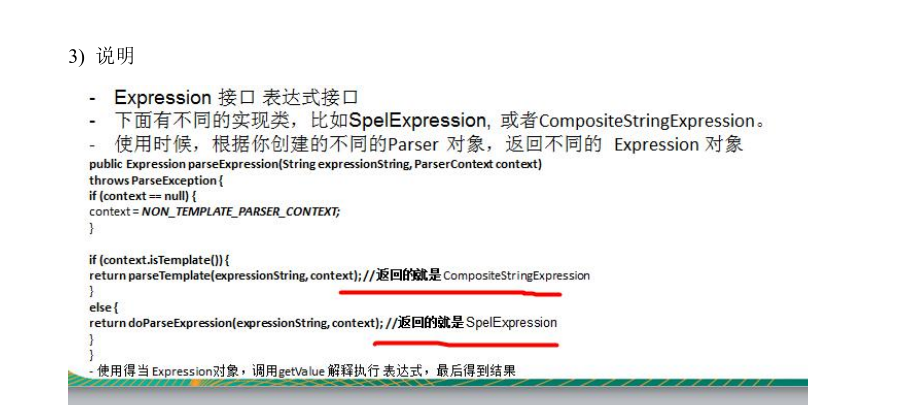 3) 说明
- Expression 接口 表达式接口
- 下面有不同的实现类，比如SpelExpression, 或者CompositeStringExpression。
- 使用时候，根据你创建的不同的Parser 对象，返回不同的 Expression 对象
public Expression parseExpression(String expressionString, ParserContext context)
throws ParseException {
if (context == null) {
context = NON_TEMPLATE_PARSER_CONTEXT;
}
if (context.isTemplate()) {
return parseTemplate(expressionString, context); //返回的就是 CompositeStringExpression
}
else {
return doParseExpression(expressionString, context); //返回的就是 SpelExpression
}
}
- 使用得当 Expression对象，调用getValue 解释执行 表达式，最后得到结果